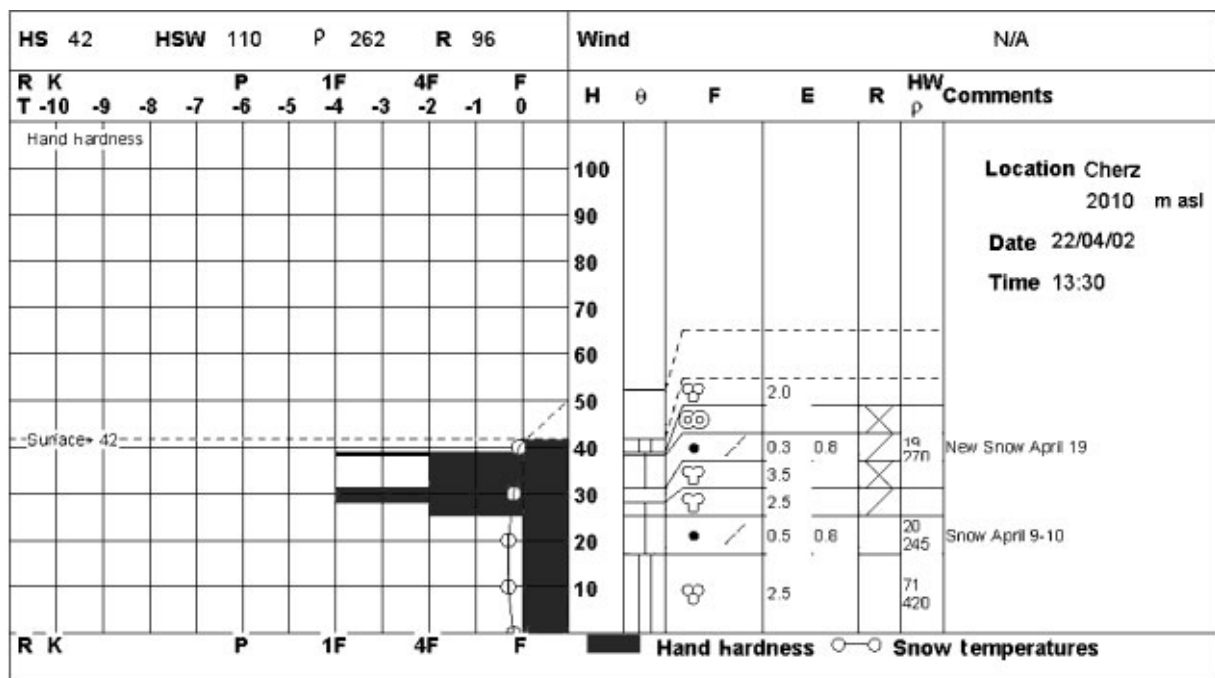 HS 42 HSW 110 ρ 262 R 96 Wind N/A
R K P 1F 4F F
T -10 -9 -8 -7 -6 -5 -4 -3 -2 -1 0
H θ F E R HW ρ Comments
Hand hardness
100
90
80
70
60
50
40
30
20
10
Surface= 42
2.0
0.3 0.8 19 270 New Snow April 19
3.5
2.5
0.5 0.8 20 245 Snow April 9-10
2.5 71 420
Location Cherz
2010 m asl
Date 22/04/02
Time 13:30
R K P 1F 4F F
Hand hardness Snow temperatures